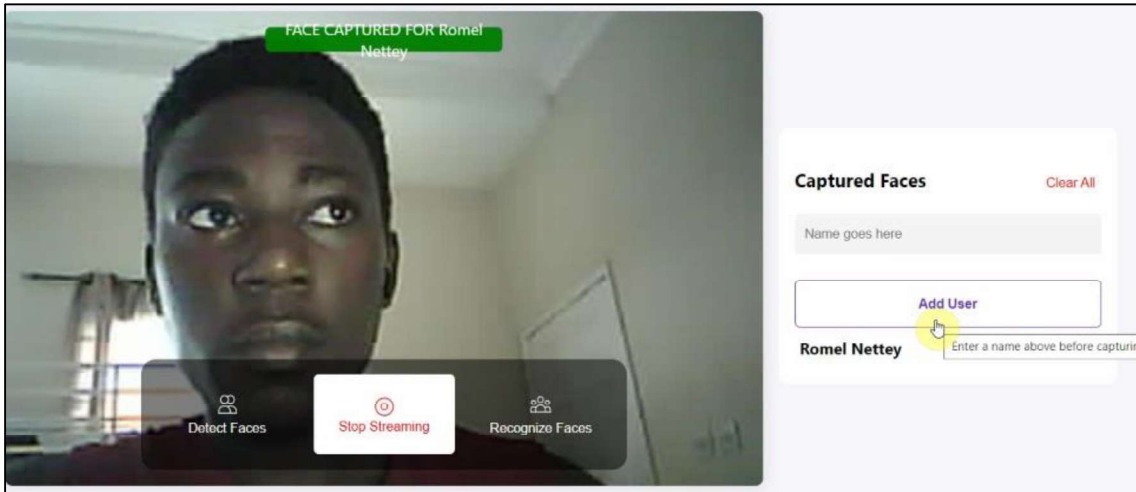 FACE CAPTURED FOR Romel
Nettey
Captured Faces
Clear All
Name goes here
Add User
Romel Nettey
Enter a name above before capturin
Detect Faces
Stop Streaming
Recognize Faces